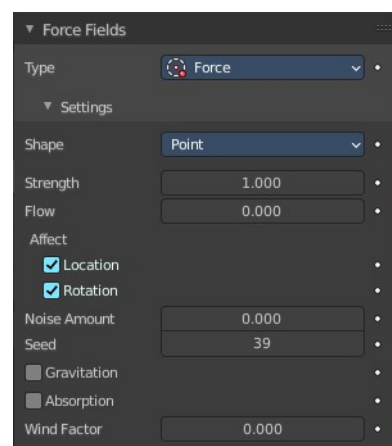 Force Fields
Type Force
Settings
Shape Point
Strength 1.000
Flow 0.000
Affect
Location
Rotation
Noise Amount 0.000
Seed 39
Gravitation
Absorption
Wind Factor 0.000